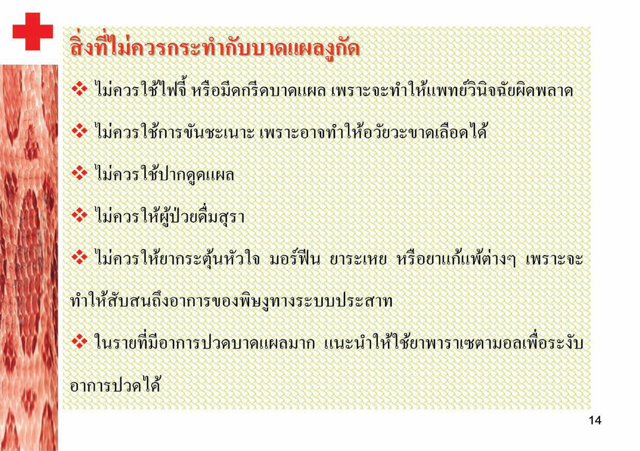 สิ่งที่ไม่ควรกระทำกับบาดแผลงูกัด
❖ ไม่ควรใช้ไฟจี้ หรือมีดกรีดบาดแผล เพราะจะทำให้แพทย์วินิจฉัยผิดพลาด
❖ ไม่ควรใช้การขันชะเนาะ เพราะอาจทำให้อวัยวะขาดเลือดได้
❖ ไม่ควรใช้ปากดูดแผล
❖ ไม่ควรให้ผู้ป่วยดื่มสุรา
❖ ไม่ควรให้ยากระตุ้นหัวใจ มอร์ฟีน ยาระเหย หรือยาแก้แพ้ต่างๆ เพราะจะ
ทำให้สับสนถึงอาการของพิษงูทางระบบประสาท
❖ ในรายที่มีอาการปวดบาดแผลมาก แนะนำให้ใช้ยาพาราเซตามอลเพื่อระงับ
อาการปวดได้
14